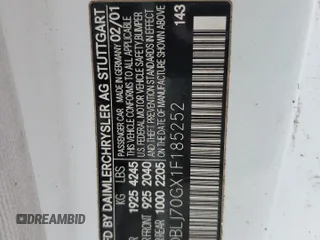 FD BY DAIMLERCHRYSLER AG STUTTGART
PASSENGER CAR MADE IN GERMANY 02/01
KG LBS THIS VEHICLE CONFORMS TO ALL APPLICABLE
1925 4245 U.S. FEDERAL MOTOR VEHICLE SAFETY BUMPER
925 2040 AND THEFT PREVENTION STANDARDS IN
1000 2205 EFFECT ON THE DATE OF
MANUFACTURE SHOWN ABOVE
FRONT
REAR
143
BLJ70GX1F185252
© DREAMBID